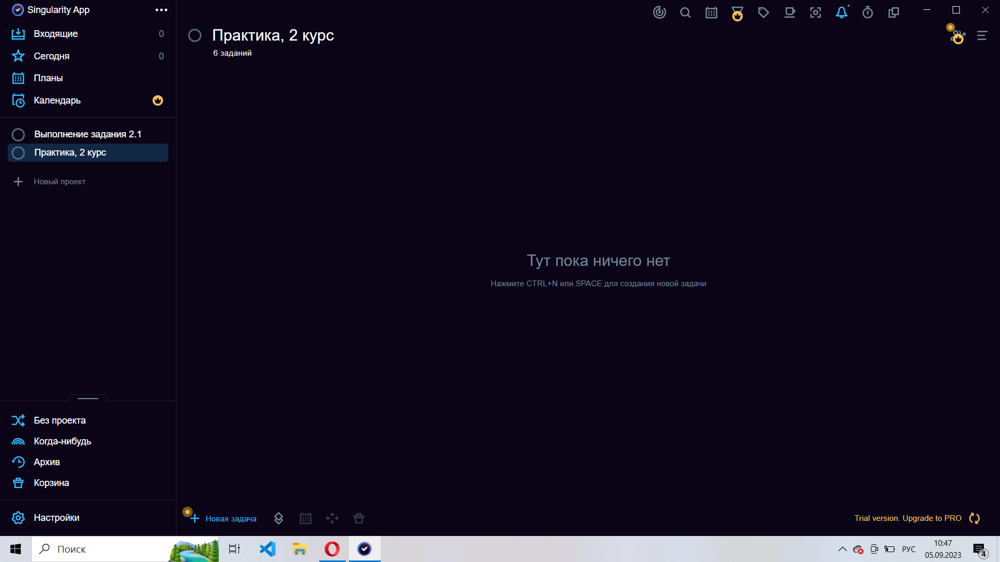 Singularity App
Входящие 0
Сегодня 0
Планы
Календарь
Выполнение задания 2.1
Практика, 2 курс
Новый проект
Без проекта
Когда-нибудь
Архив
Корзина
Настройки
Практика, 2 курс
6 заданий
Тут пока ничего нет
Нажмите CTRL+N или SPACE для создания новой задачи
Новая задача
Trial version. Upgrade to PRO
Поиск
РУС
10:47
05.09.2023
4